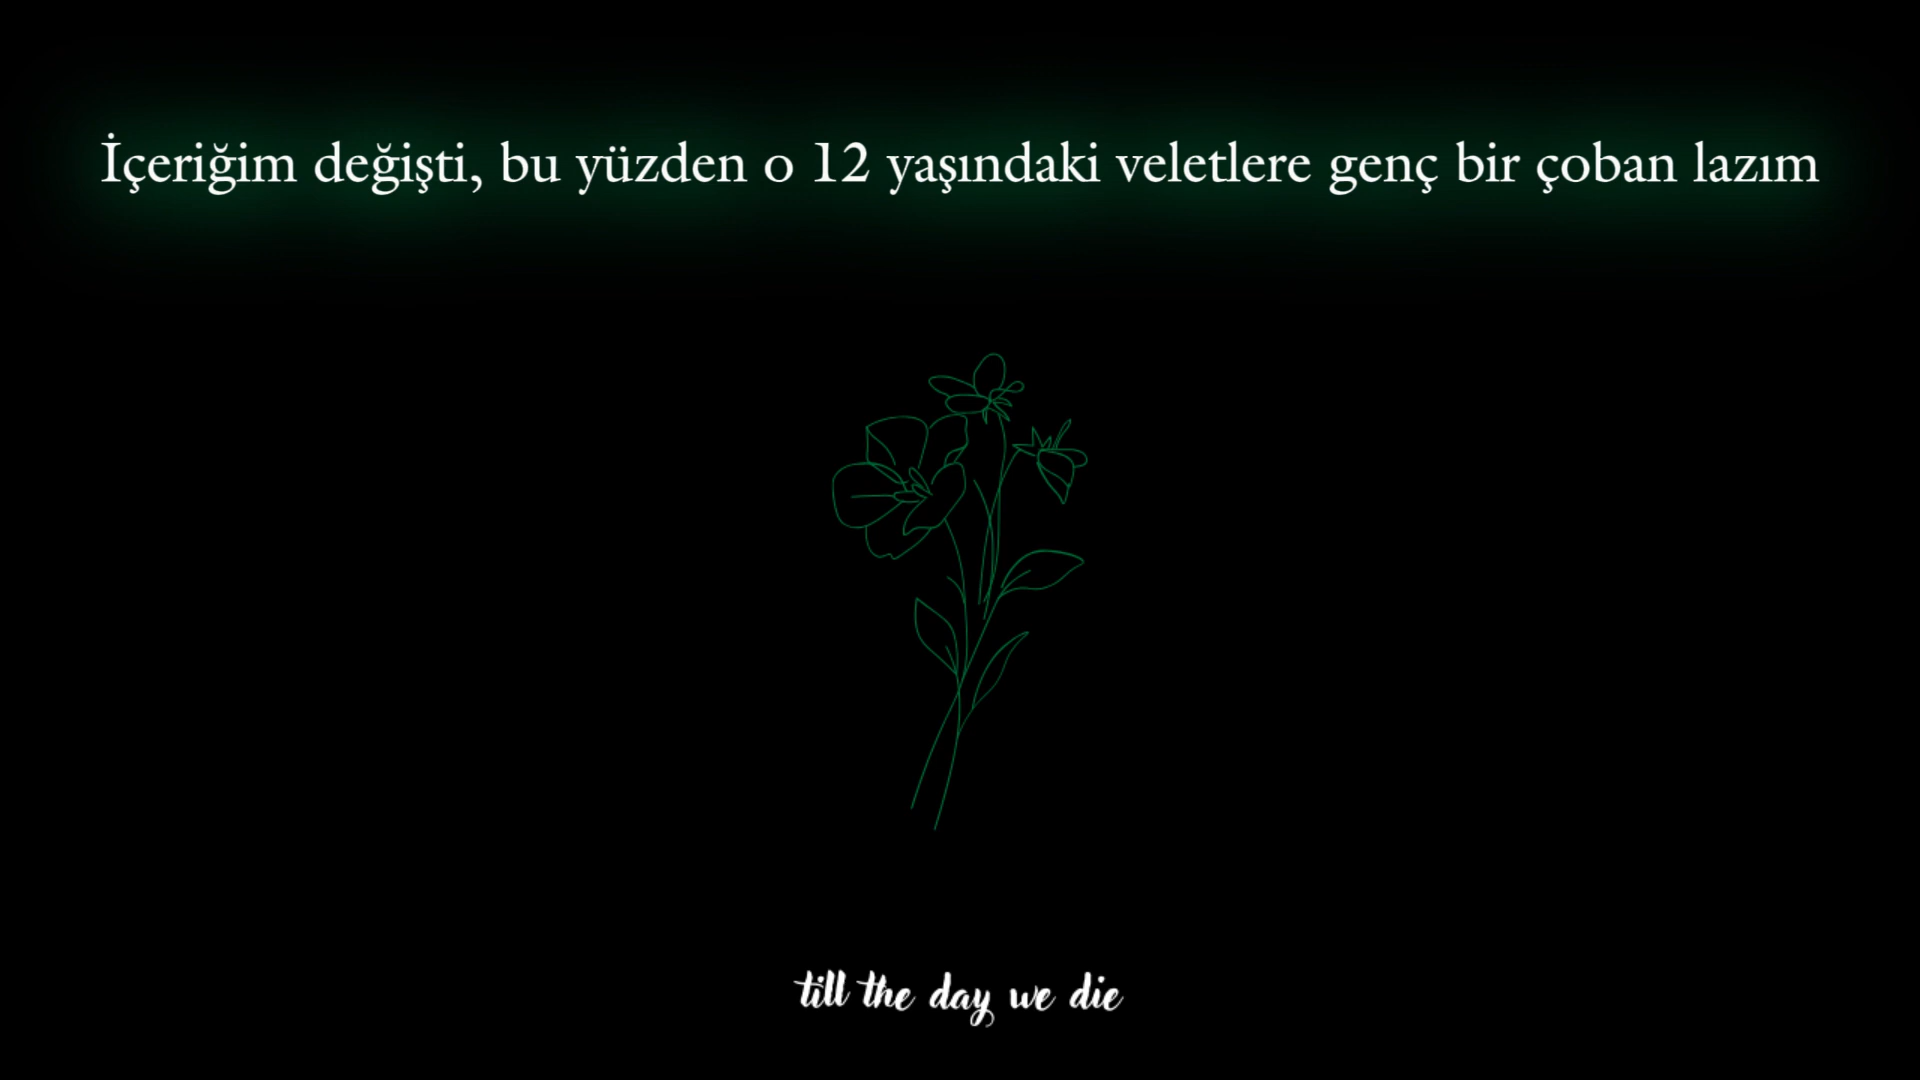 İçeriğim değişti, bu yüzden o 12 yaşındaki veletlere genç bir çoban lazım
till the day we die